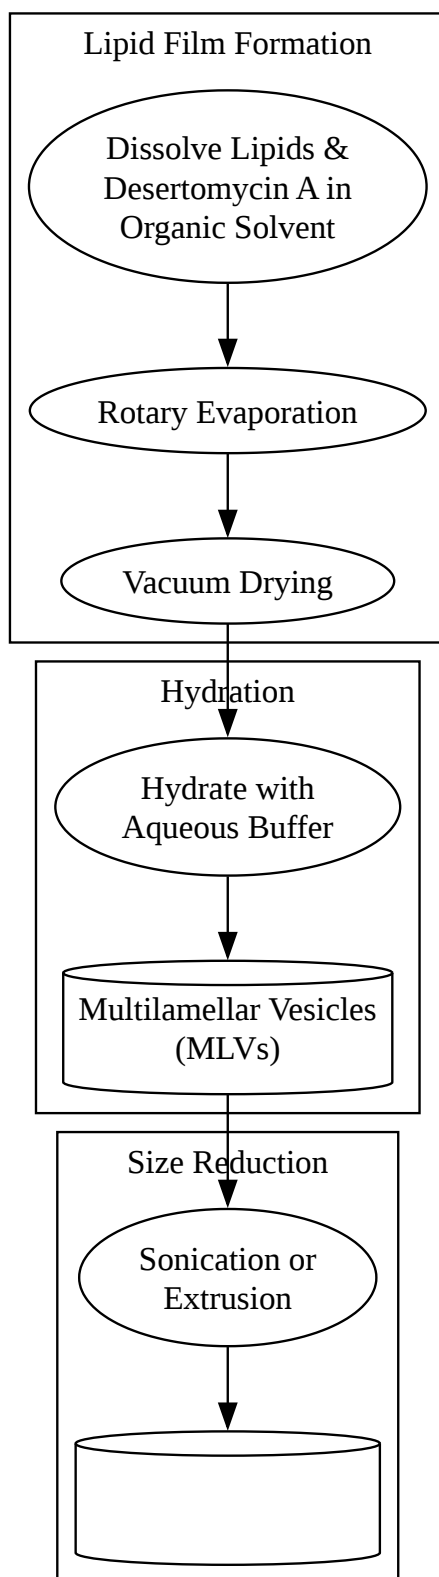 Lipid Film Formation
Dissolve Lipids &
Desertomycin A in
Organic Solvent
Rotary Evaporation
Vacuum Drying
Hydration
Hydrate with
Aqueous Buffer
Multilamellar Vesicles
(MLVs)
Size Reduction
Sonication or
Extrusion